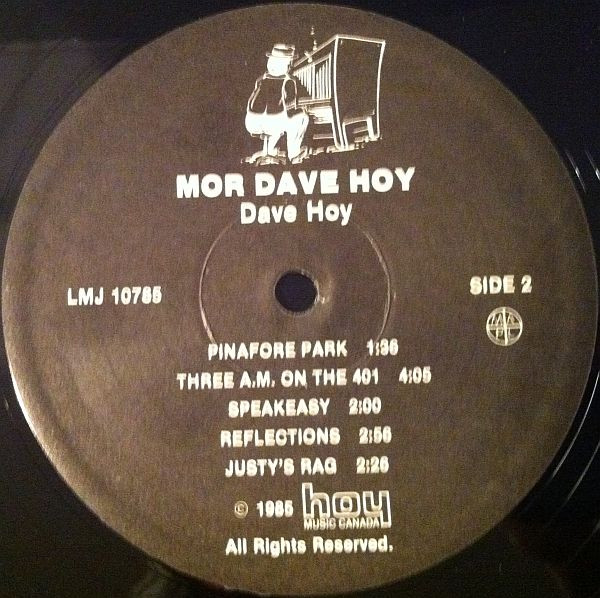 MOR DAVE HOY
Dave Hoy
LMJ 10785
SIDE 2
MAPL
PINAFORE PARK 1:36
THREE A.M. ON THE 401 4:05
SPEAKEASY 2:00
REFLECTIONS 2:56
JUSTY'S RAG 2:26
© 1985 hoy
MUSIC CANADA
All Rights Reserved.